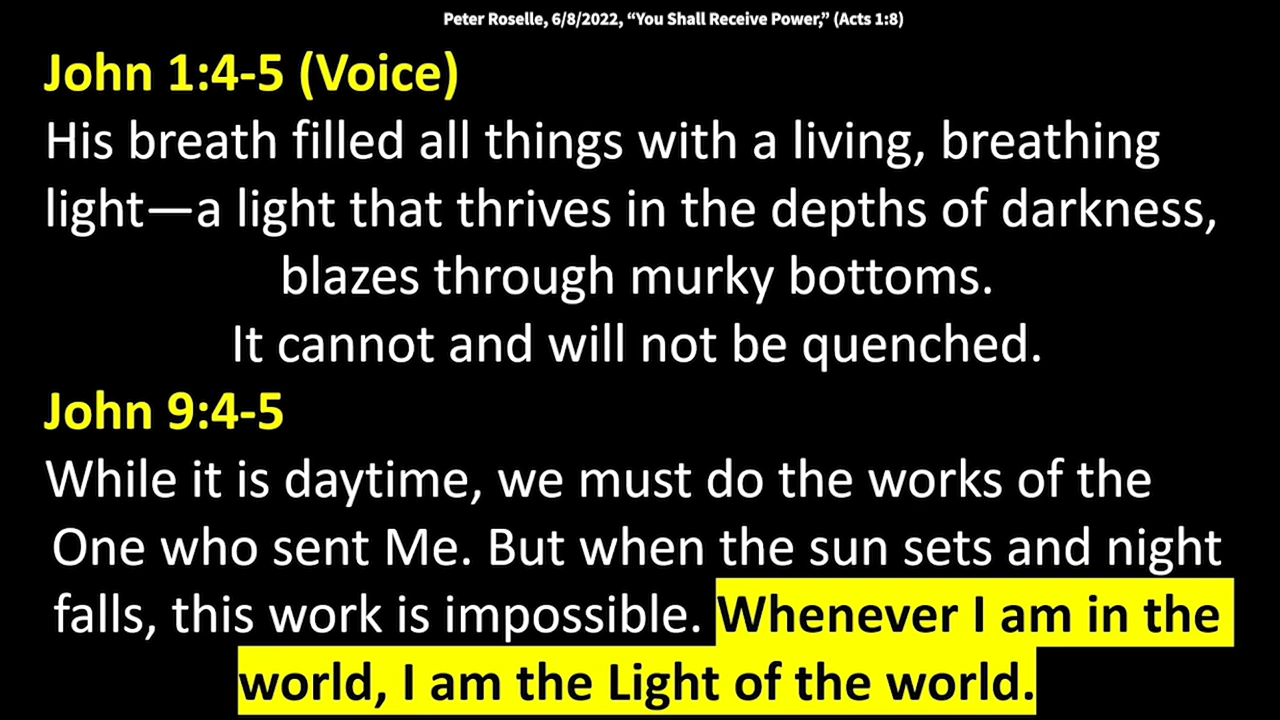 Peter Roselle, 6/8/2022, “You Shall Receive Power,” (Acts 1:8)
John 1:4-5 (Voice)
His breath filled all things with a living, breathing
light—a light that thrives in the depths of darkness,
blazes through murky bottoms.
It cannot and will not be quenched.
John 9:4-5
While it is daytime, we must do the works of the
One who sent Me. But when the sun sets and night
falls, this work is impossible. Whenever I am in the
world, I am the Light of the world.